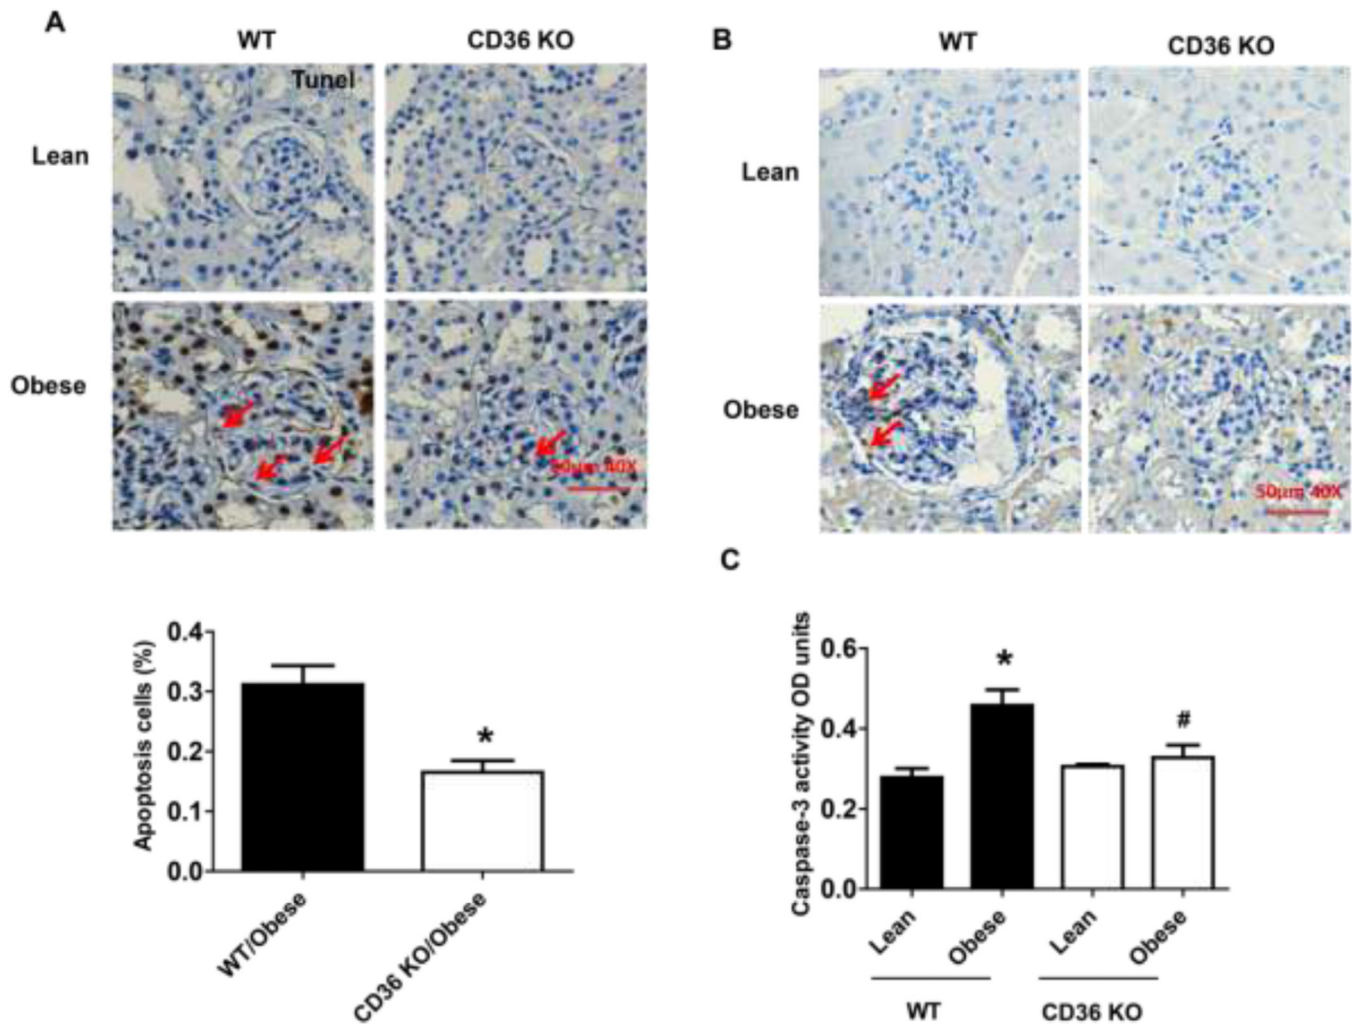 A
WT
CD36 KO
Tunel
Lean
Obese
50μm 40X
B
WT
CD36 KO
Lean
Obese
50μm 40X
Apoptosis cells (%)
0.4
0.3
0.2
0.1
0.0
*
WT/Obese
CD36 KO/Obese
C
Caspase-3 activity OD units
0.6
0.4
0.2
0.0
*
#
Lean
Obese
Lean
Obese
WT
CD36 KO